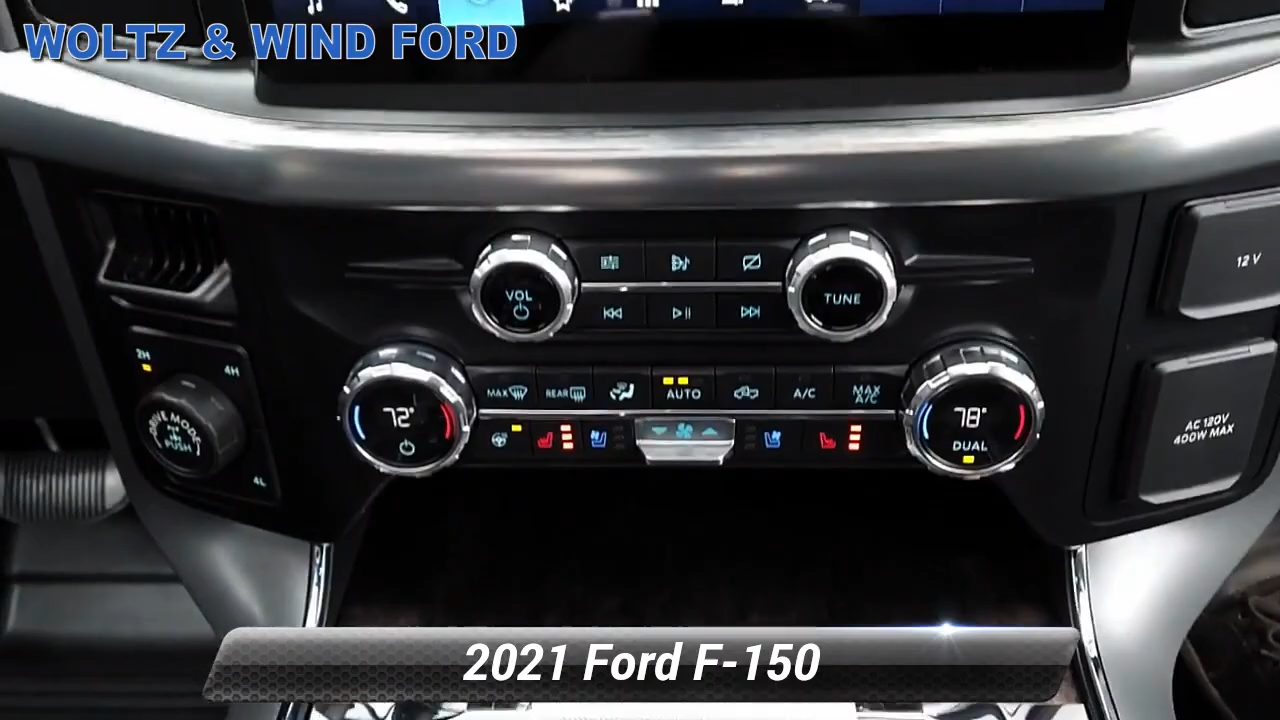 WOLTZ & WIND FORD
VOL
TUNE
12 V
2H
4H
DRIVE MODE
PUSH
4L
72°
MAX
REAR
AUTO
A/C
MAX A/C
78°
DUAL
AC 120V
400W MAX
2021 Ford F-150